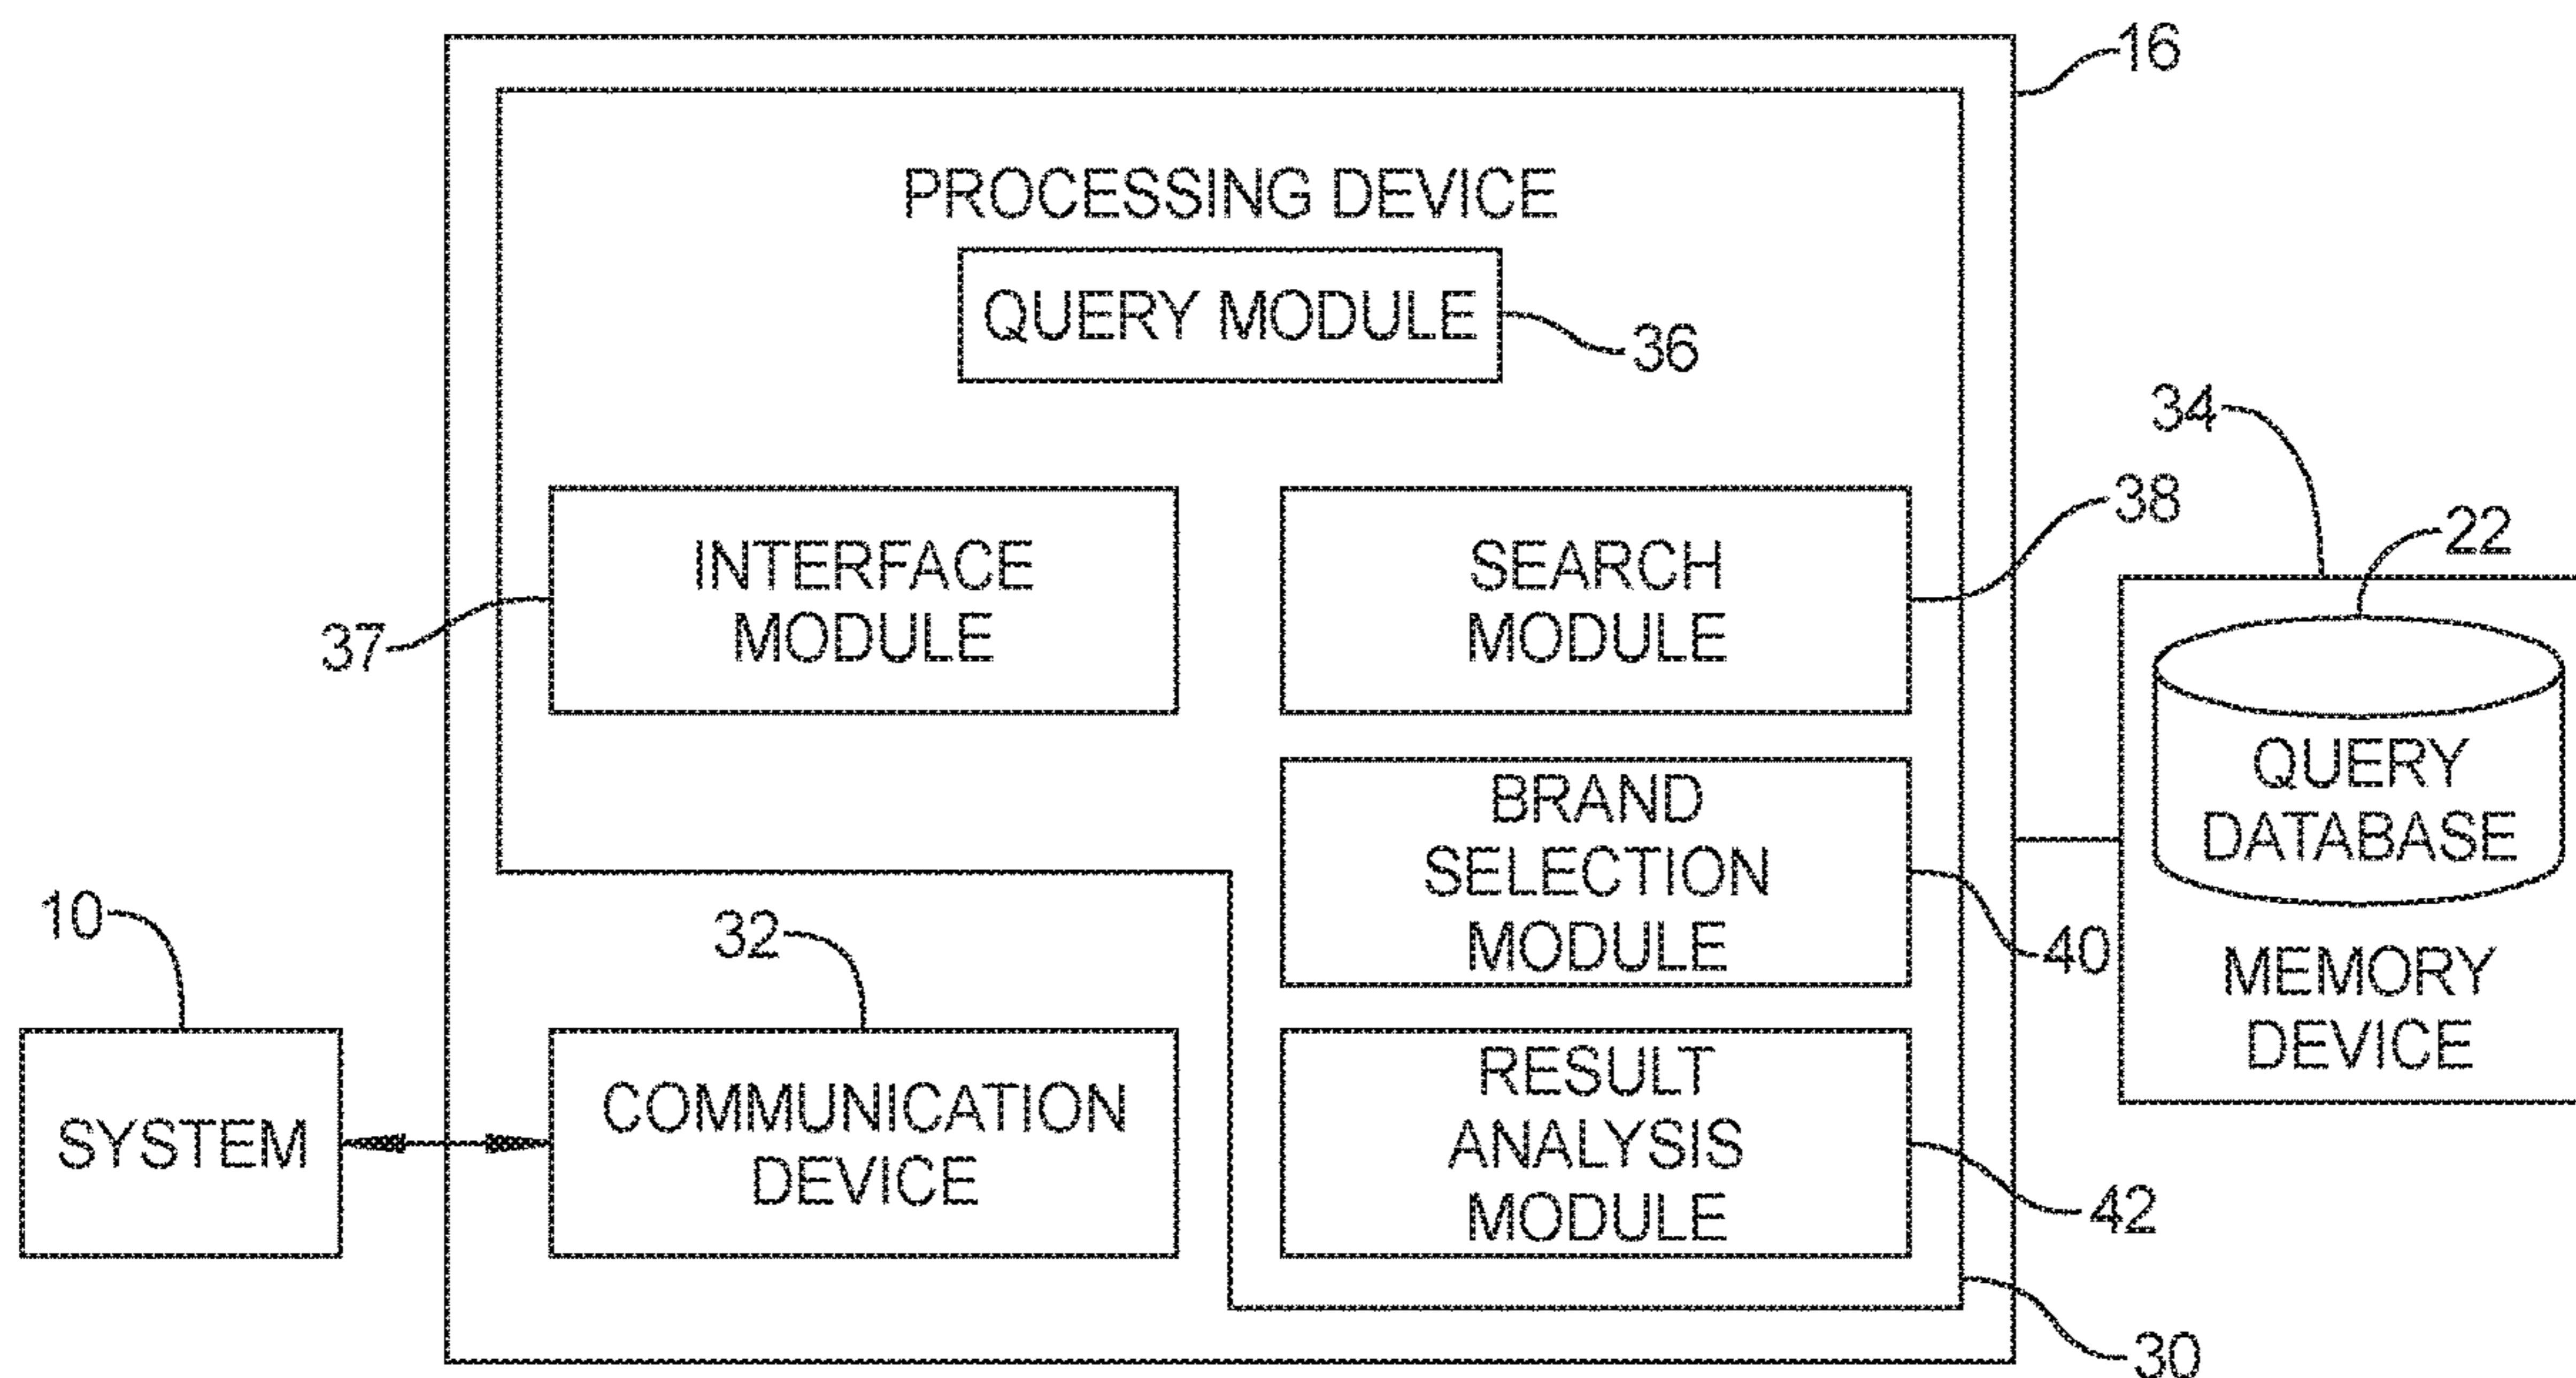 16
PROCESSING DEVICE
QUERY MODULE
36
34
38
22
INTERFACE
MODULE
37
SEARCH
MODULE
QUERY
DATABASE
BRAND
SELECTION
MODULE
40
MEMORY
DEVICE
10
32
SYSTEM
COMMUNICATION
DEVICE
RESULT
ANALYSIS
MODULE
42
30